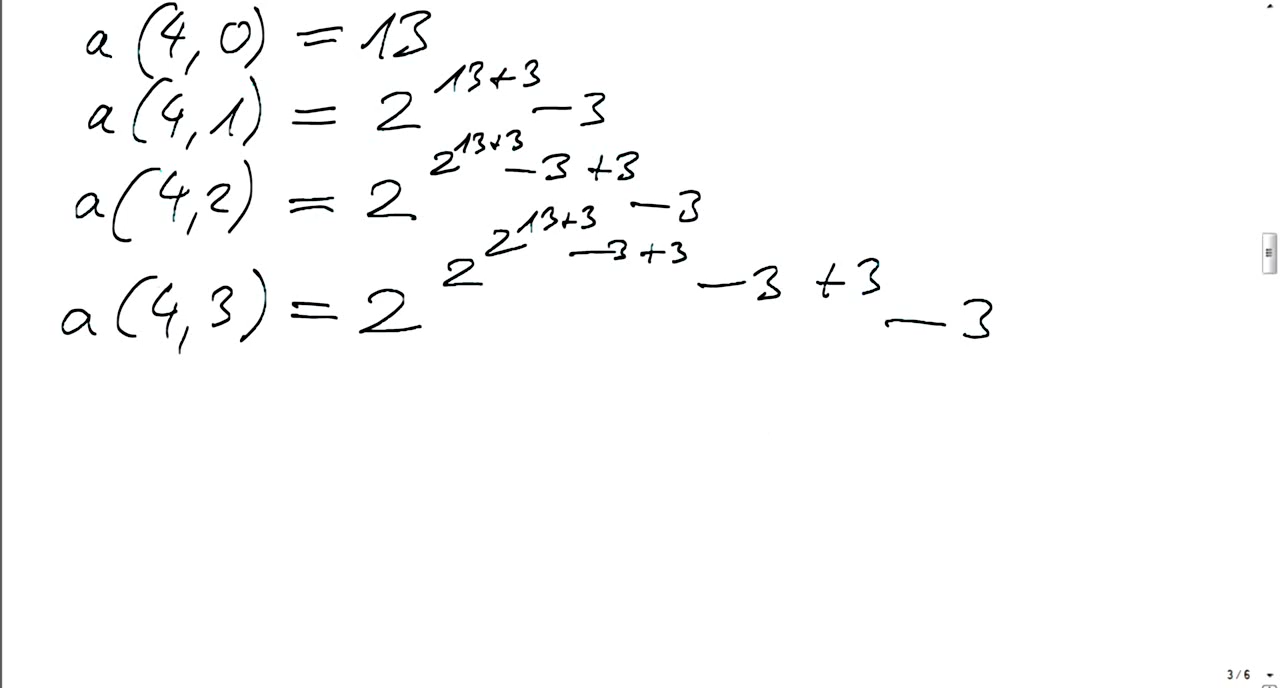 a(4,0) = 13
a(4,1) = 2^{13+3} - 3
a(4,2) = 2^{2^{13+3} - 3 + 3} - 3
a(4,3) = 2^{2^{2^{13+3} - 3 + 3} - 3 + 3} - 3
3/6